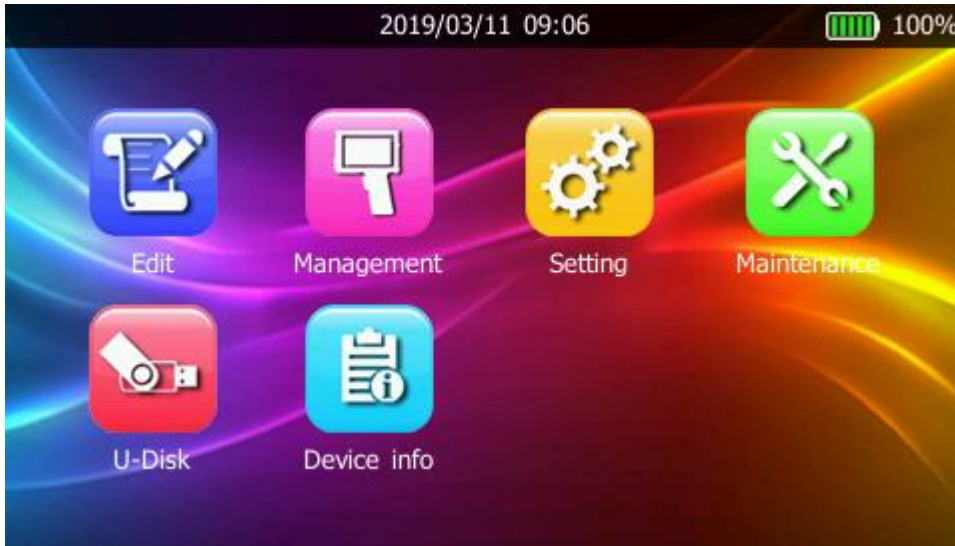 2019/03/11 09:06 100%
Edit Management Setting Maintenance
U-Disk Device info